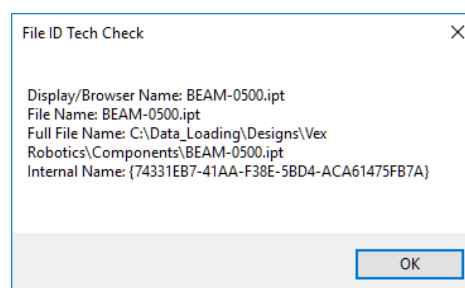 File ID Tech Check
Display/Browser Name: BEAM-0500.ipt
File Name: BEAM-0500.ipt
Full File Name: C:\Data_Loading\Designs\Vex
Robotics\Components\BEAM-0500.ipt
Internal Name: {74331EB7-41AA-F38E-5BD4-ACA61475FB7A}
OK